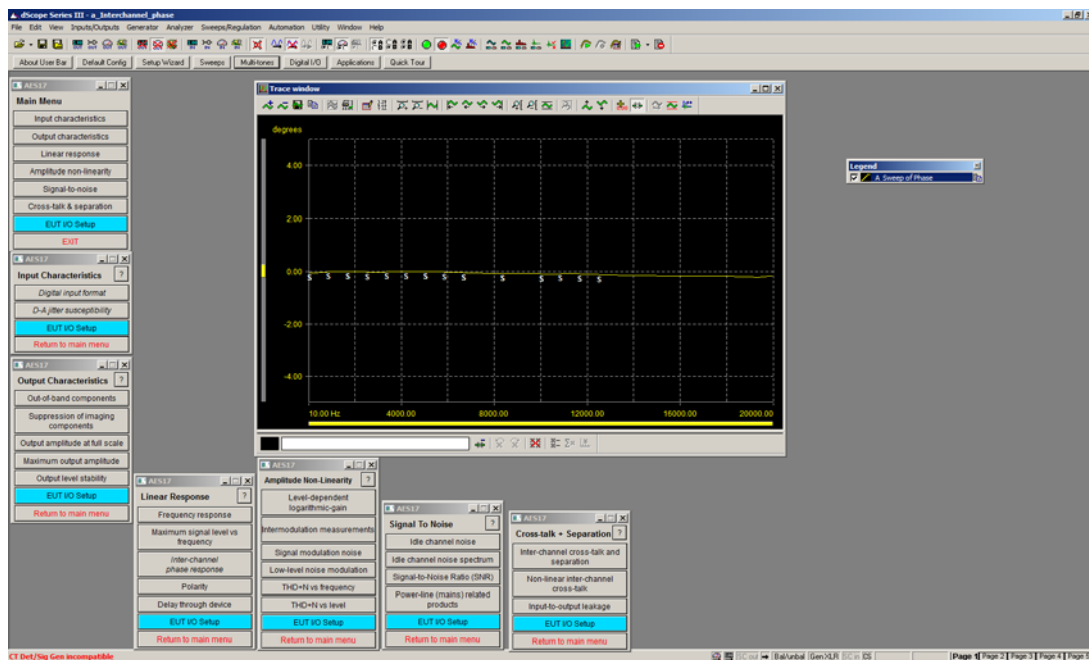 dScope Series III - a_Interchannel_phase
File Edit View Inputs/Outputs Generator Analyzer Sweeps/Regulation Automation Utility Window Help
About User Bar Default Config Setup Wizard Sweeps Multi-tones Digital I/O Applications Quick Tour
AES17
Main Menu
Input characteristics
Output characteristics
Linear response
Amplitude non-linearity
Signal-to-noise
Cross-talk & separation
EUT I/O Setup
EXIT
AES17
Input Characteristics ?
Digital input format
D-A jitter susceptibility
EUT I/O Setup
Return to main menu
AES17
Output Characteristics ?
Out-of-band components
Suppression of imaging
components
Output amplitude at full scale
Maximum output amplitude
Output level stability
EUT I/O Setup
Return to main menu
Trace window
degrees
4.00
2.00
0.00
S S S S S S S S S S S S S S
-2.00
-4.00
10.00 Hz 4000.00 8000.00 12000.00 16000.00 20000.00
Legend
A Sweep of Phase
AES17
Linear Response ?
Frequency response
Maximum signal level vs
frequency
Inter-channel
phase response
Polarity
Delay through device
EUT I/O Setup
Return to main menu
AES17
Amplitude Non-Linearity ?
Level-dependent
logarithmic-gain
Intermodulation measurements
Signal modulation noise
Low-level noise modulation
THD+N vs frequency
THD+N vs level
EUT I/O Setup
Return to main menu
AES17
Signal To Noise ?
Idle channel noise
Idle channel noise spectrum
Signal-to-Noise Ratio (SNR)
Power-line (mains) related
products
EUT I/O Setup
Return to main menu
AES17
Cross-talk + Separation ?
Inter-channel cross-talk and
separation
Non-linear inter-channel
cross-talk
Input-to-output leakage
EUT I/O Setup
Return to main menu
CT Det/Sig Gen incompatible
SC out Bal/unbal Gen:XLR SC in CS Page 1 Page 2 Page 3 Page 4 Page